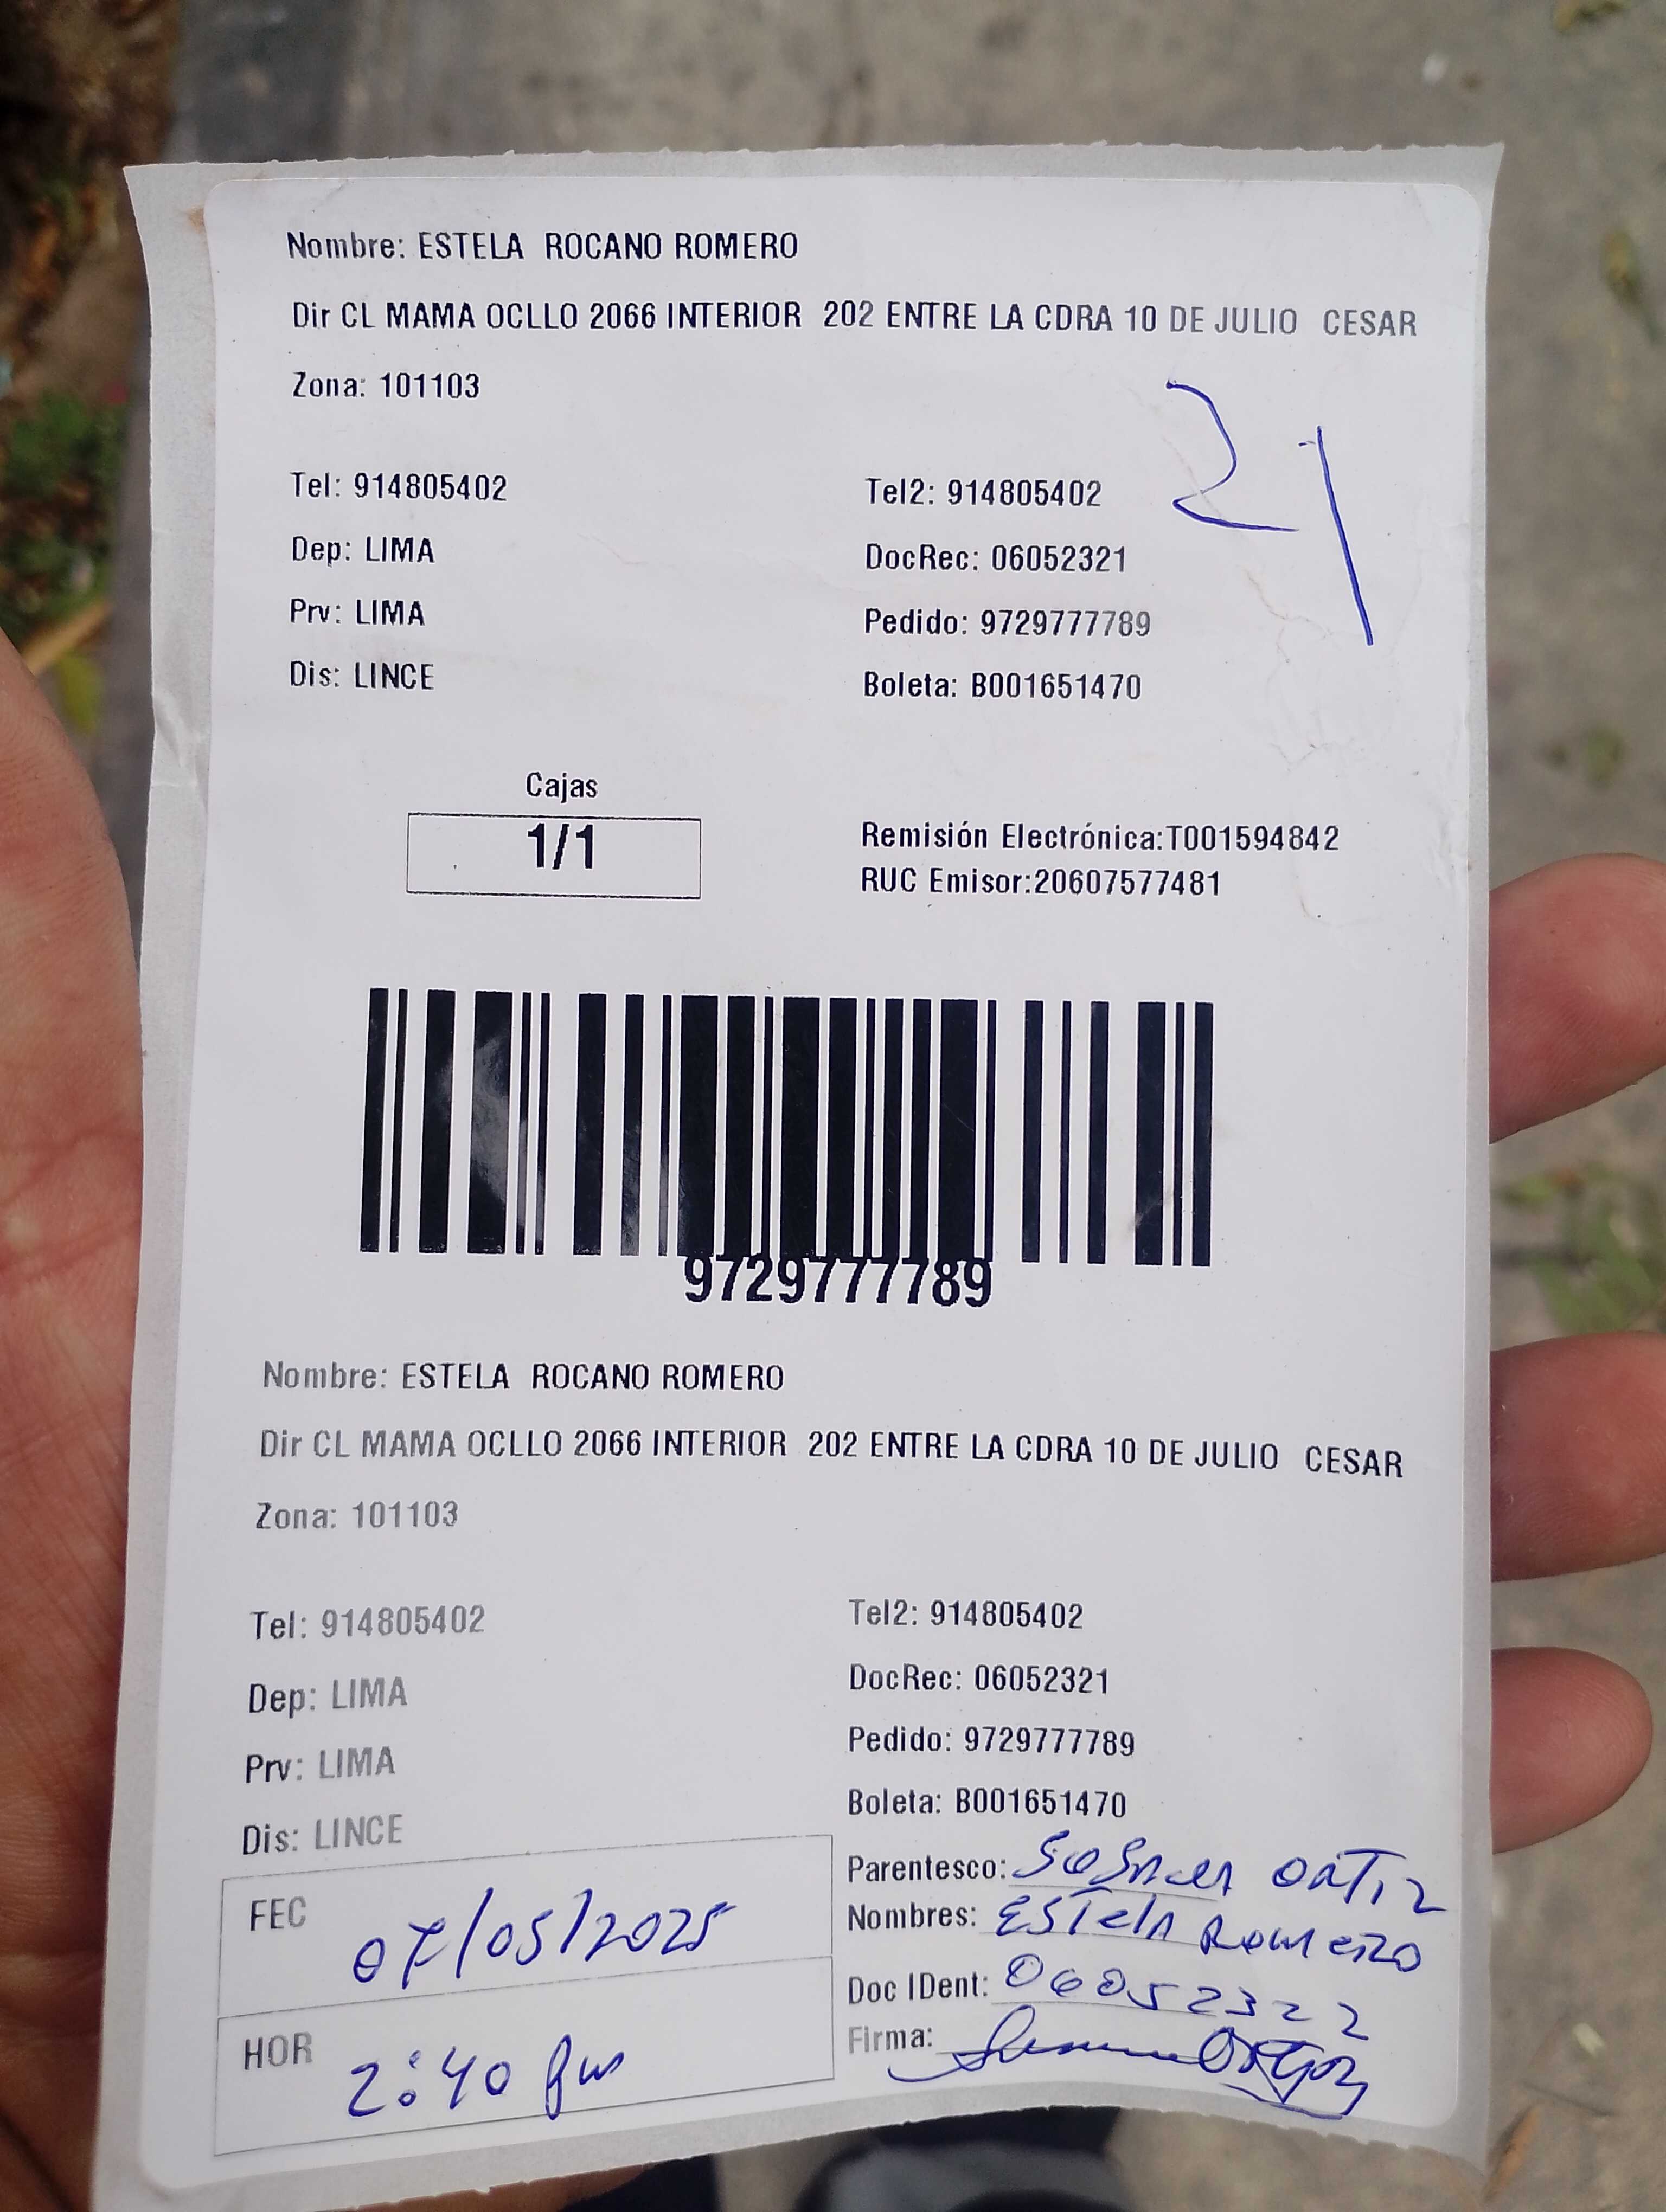 Nombre: ESTELA ROCANO ROMERO
Dir CL MAMA OCLLO 2066 INTERIOR 202 ENTRE LA CDRA 10 DE JULIO CESAR
Zona: 101103
21
Tel: 914805402 Tel2: 914805402
Dep: LIMA DocRec: 06052321
Prv: LIMA Pedido: 9729777789
Dis: LINCE Boleta: B001651470
Cajas
1/1
Remisión Electrónica:T001594842
RUC Emisor:20607577481
9729777789
Nombre: ESTELA ROCANO ROMERO
Dir CL MAMA OCLLO 2066 INTERIOR 202 ENTRE LA CDRA 10 DE JULIO CESAR
Zona: 101103
Tel: 914805402 Tel2: 914805402
Dep: LIMA DocRec: 06052321
Prv: LIMA Pedido: 9729777789
Dis: LINCE Boleta: B001651470
Parentesco: ORTIZ
Nombres: ESTELA ROMERO
FEC 07/05/2025
Doc IDent: 06052322
HOR 2:40 pm
Firma: